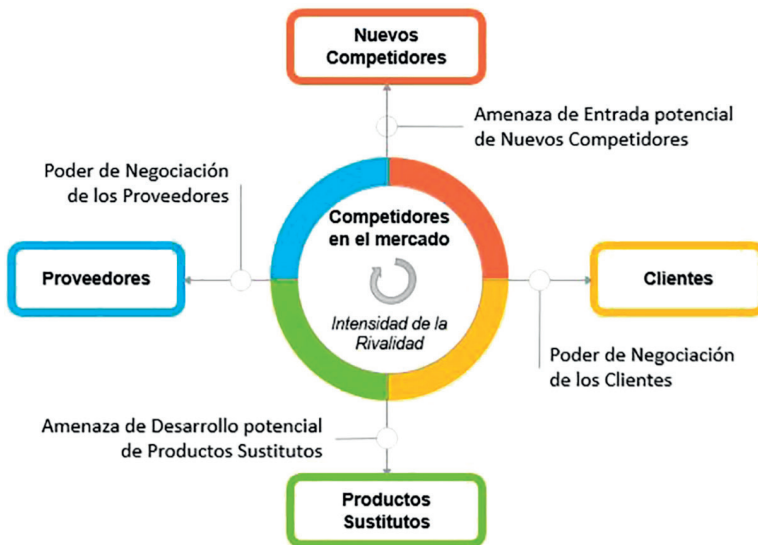 Nuevos
Competidores
Amenaza de Entrada potencial
de Nuevos Competidores
Poder de Negociación
de los Proveedores
Competidores
en el mercado
Proveedores
Clientes
Intensidad de la
Rivalidad
Poder de Negociación
de los Clientes
Amenaza de Desarrollo potencial
de Productos Sustitutos
Productos
Sustitutos